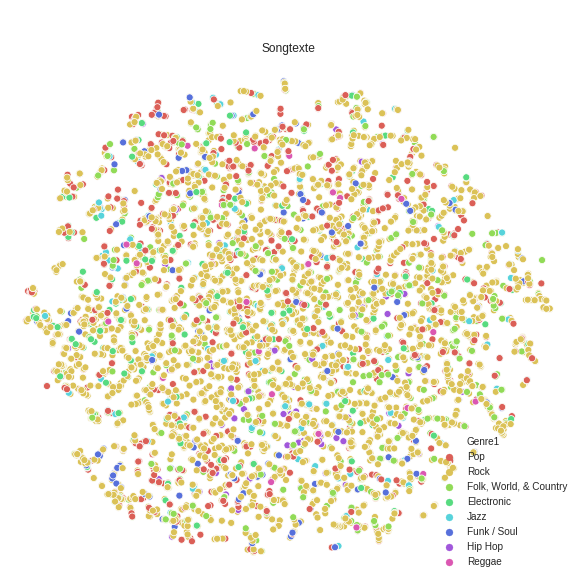 Songtexte
Genre1
Pop
Rock
Folk, World, & Country
Electronic
Jazz
Funk / Soul
Hip Hop
Reggae